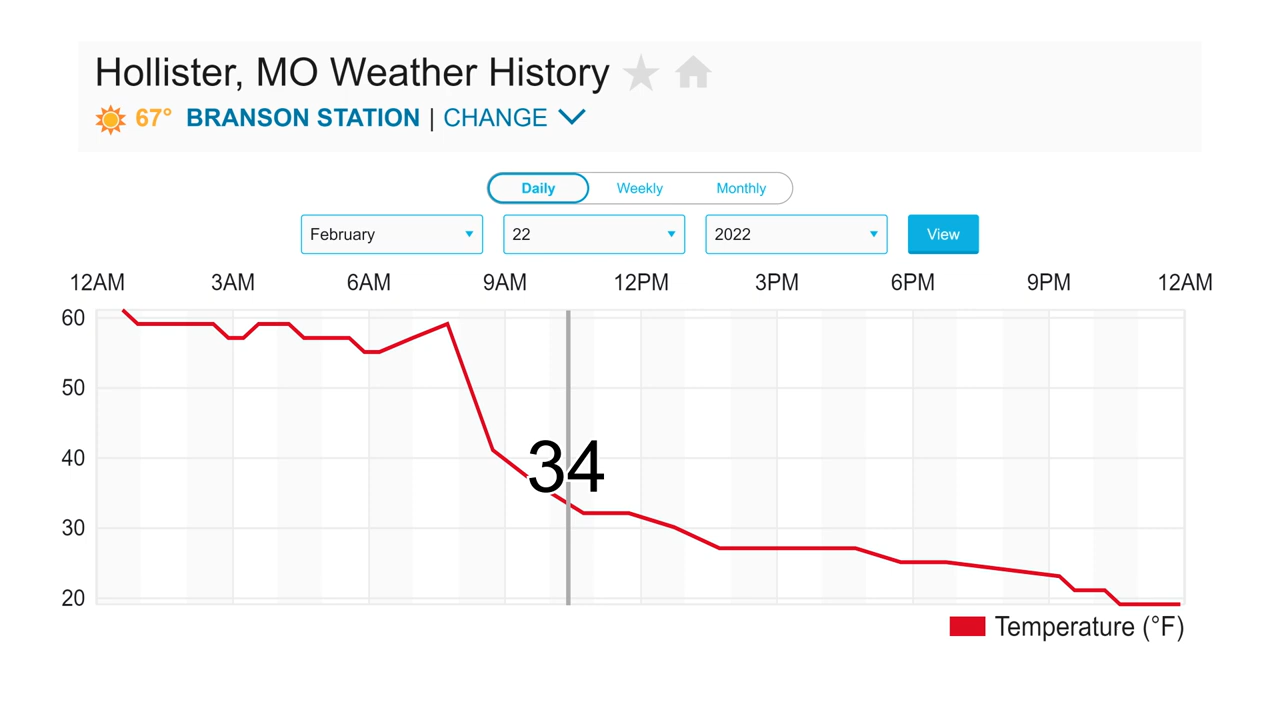 Hollister, MO Weather History
67° BRANSON STATION | CHANGE
Daily Weekly Monthly
February 22 2022 View
12AM 3AM 6AM 9AM 12PM 3PM 6PM 9PM 12AM
60
50
40
34
30
20
Temperature (°F)